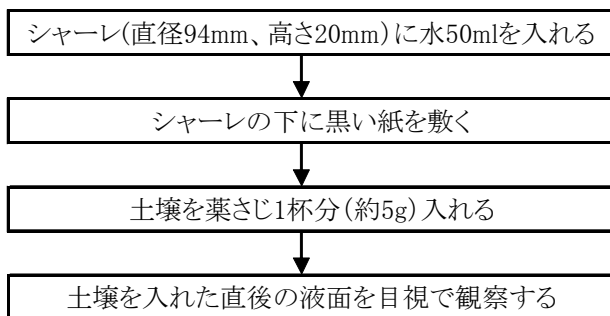 シャーレ(直径94mm、高さ20mm)に水50mlを入れる
シャーレの下に黒い紙を敷く
土壌を薬さじ1杯分(約5g)入れる
土壌を入れた直後の液面を目視で観察する